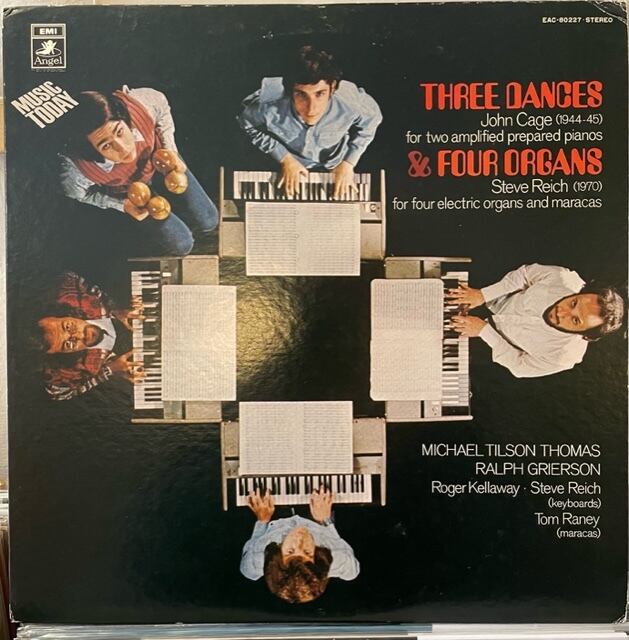 EMI
Angel
EAC-80227 · STEREO
MUSIC
TODAY
THREE DANCES
John Cage (1944-45)
for two amplified prepared pianos
& FOUR ORGANS
Steve Reich (1970)
for four electric organs and maracas
MICHAEL TILSON THOMAS
RALPH GRIERSON
Roger Kellaway · Steve Reich
(keyboards)
Tom Raney
(maracas)